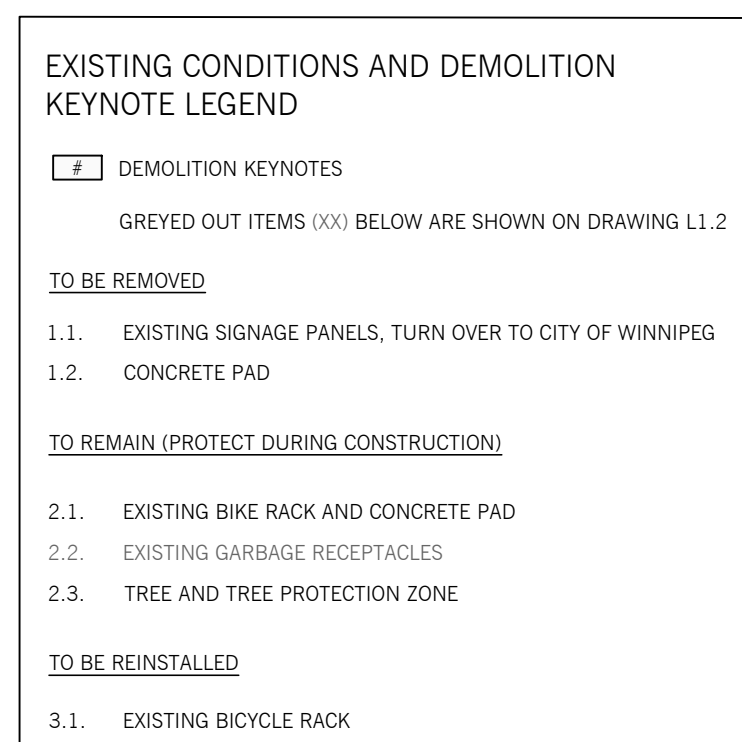 EXISTING CONDITIONS AND DEMOLITION
KEYNOTE LEGEND
# DEMOLITION KEYNOTES
GREYED OUT ITEMS (XX) BELOW ARE SHOWN ON DRAWING L1.2
TO BE REMOVED
1.1. EXISTING SIGNAGE PANELS, TURN OVER TO CITY OF WINNIPEG
1.2. CONCRETE PAD
TO REMAIN (PROTECT DURING CONSTRUCTION)
2.1. EXISTING BIKE RACK AND CONCRETE PAD
2.2. EXISTING GARBAGE RECEPTACLES
2.3. TREE AND TREE PROTECTION ZONE
TO BE REINSTALLED
3.1. EXISTING BICYCLE RACK